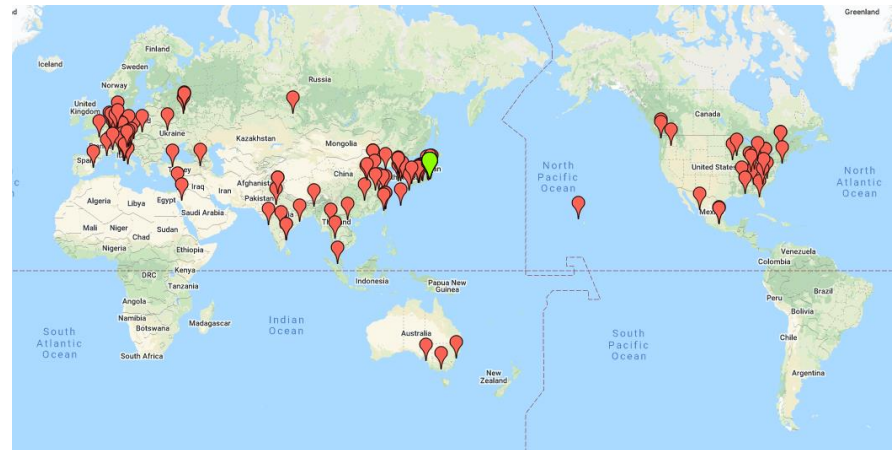 Greenland
Iceland
Finland
Sweden
Norway
Russia
United
Kingdom
Canada
Ukraine
Kazakhstan
Mongolia
Spain
North
Pacific
Ocean
United States
North
Atlantic
Ocean
Turkey
China
Iraq
Iran
Afghanistan
Pakistan
Algeria
Libya
Egypt
Saudi Arabia
Mexico
Mali
Niger
Chad
Sudan
Thailand
Nigeria
Ethiopia
Venezuela
Colombia
DRC
Kenya
Tanzania
Indonesia
Papua New
Guinea
Peru
Brazil
Angola
Namibia
Botswana
Madagascar
Bolivia
South
Atlantic
Ocean
Indian
Ocean
Australia
South
Pacific
Ocean
Chile
South Africa
New
Zealand
Argentina